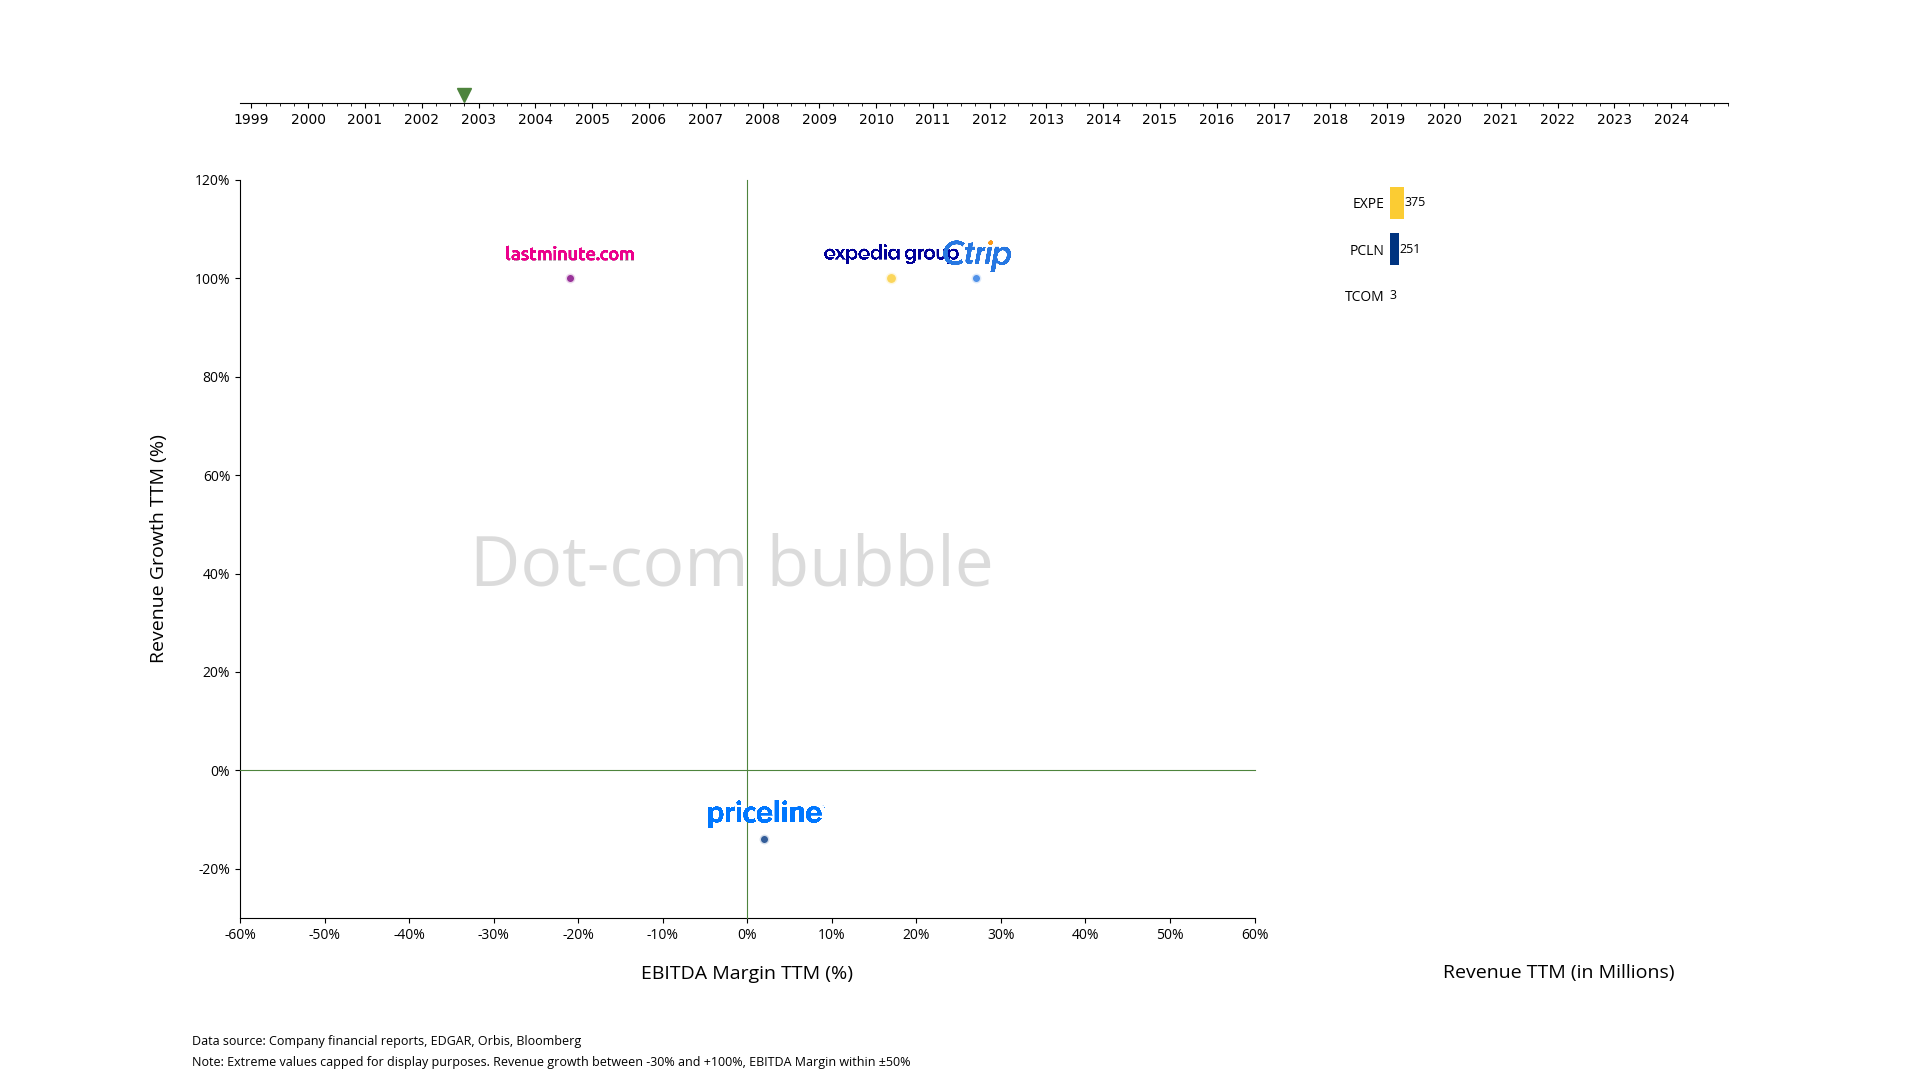 1999 2000 2001 2002 2003 2004 2005 2006 2007 2008 2009 2010 2011 2012 2013 2014 2015 2016 2017 2018 2019 2020 2021 2022 2023 2024
120%
100%
80%
60%
40%
20%
0%
-20%
Revenue Growth TTM (%)
lastminute.com
expedia group
Ctrip
Dot-com bubble
priceline
-60% -50% -40% -30% -20% -10% 0% 10% 20% 30% 40% 50% 60%
EBITDA Margin TTM (%)
EXPE 375
PCLN 251
TCOM 3
Revenue TTM (in Millions)
Data source: Company financial reports, EDGAR, Orbis, Bloomberg
Note: Extreme values capped for display purposes. Revenue growth between -30% and +100%, EBITDA Margin within ±50%